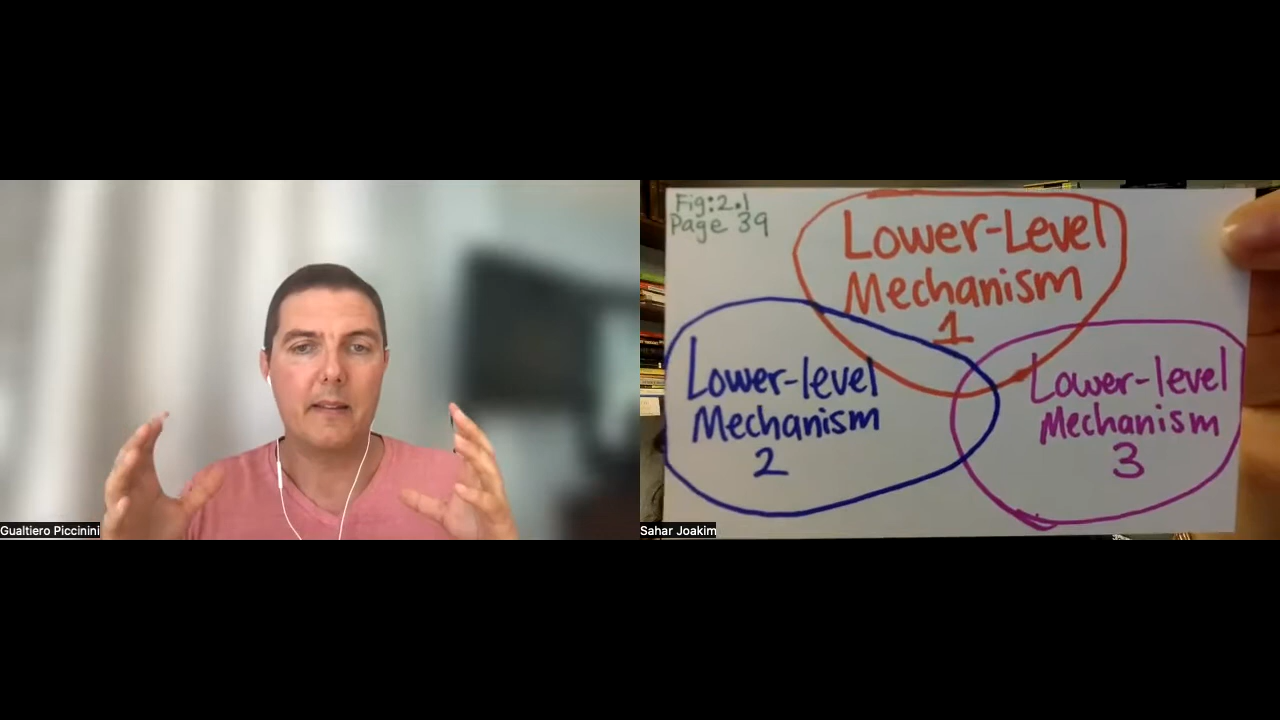 Fig:2.1
Page 39
Lower-Level
Mechanism
1
Lower-level
Mechanism
2
Lower-level
Mechanism
3
Gualtiero Piccinini
Sahar Joakim